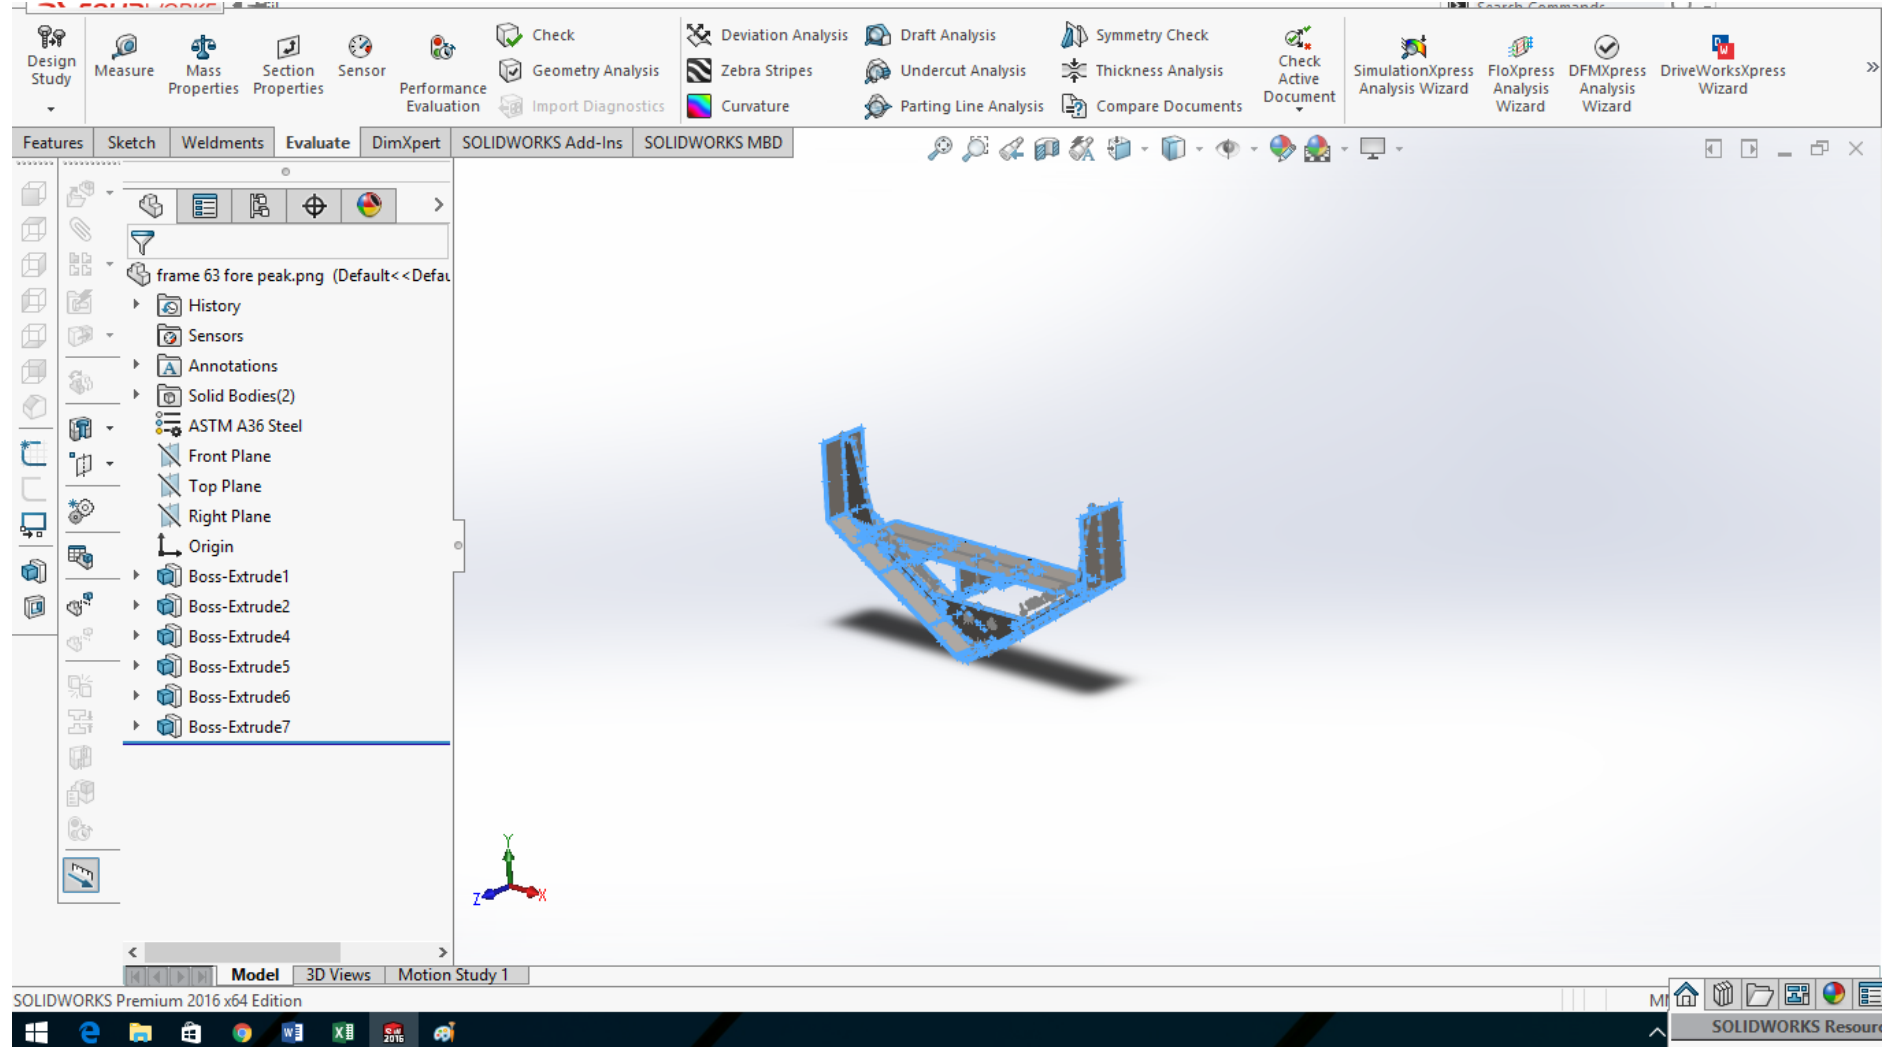 SOLIDWORKS
Search Commands
Design Study
Measure
Mass Properties
Section Properties
Sensor
Performance Evaluation
Check
Geometry Analysis
Import Diagnostics
Deviation Analysis
Zebra Stripes
Curvature
Draft Analysis
Undercut Analysis
Parting Line Analysis
Symmetry Check
Thickness Analysis
Compare Documents
Check Active Document
SimulationXpress Analysis Wizard
FloXpress Analysis Wizard
DFMXpress Analysis Wizard
DriveWorksXpress Wizard
Features Sketch Weldments Evaluate DimXpert SOLIDWORKS Add-Ins SOLIDWORKS MBD
frame 63 fore peak.png (Default<<Defau
History
Sensors
A Annotations
Solid Bodies(2)
ASTM A36 Steel
Front Plane
Top Plane
Right Plane
Origin
Boss-Extrude1
Boss-Extrude2
Boss-Extrude4
Boss-Extrude5
Boss-Extrude6
Boss-Extrude7
Y
Z X
Model 3D Views Motion Study 1
SOLIDWORKS Premium 2016 x64 Edition
SOLIDWORKS Resour
SW 2016